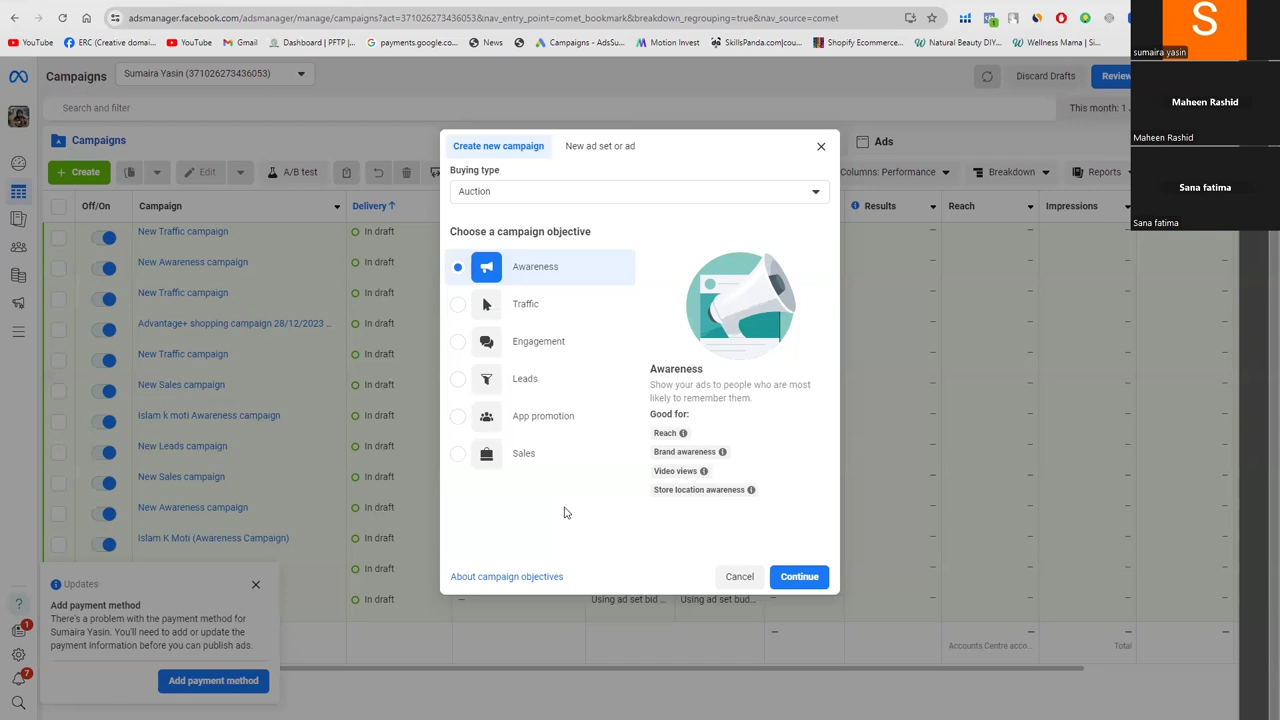 adsmanager.facebook.com/adsmanager/manage/campaigns?act=371026273436053&nav_entry_point=comet_bookmark&breakdown_regrouping=true&nav_source=comet
YouTube
ERC (Creative domai...
YouTube
Gmail
Dashboard | PFTP |...
payments.google.co...
News
Campaigns - AdsSu...
Motion Invest
SkillsPanda.com|cou...
Shopify Ecommerce...
Natural Beauty DIY...
Wellness Mama | Si...
Campaigns
Sumaira Yasin (371026273436053)
Discard Drafts
Review
Search and filter
This month: 1
Campaigns
Ads
+ Create
Edit
A/B test
Columns: Performance
Breakdown
Reports
Off/On
Campaign
Delivery ↑
Results
Reach
Impressions
New Traffic campaign
In draft
New Awareness campaign
In draft
New Traffic campaign
In draft
Advantage+ shopping campaign 28/12/2023 ...
In draft
New Traffic campaign
In draft
New Sales campaign
In draft
Islam k moti Awareness campaign
In draft
New Leads campaign
In draft
New Sales campaign
In draft
New Awareness campaign
In draft
Islam K Moti (Awareness Campaign)
In draft
In draft
In draft
Using ad set bid ...
Using ad set bud...
Accounts Centre acco...
Total
Create new campaign
New ad set or ad
Buying type
Auction
Choose a campaign objective
Awareness
Traffic
Engagement
Leads
App promotion
Sales
Awareness
Show your ads to people who are most
likely to remember them.
Good for:
Reach
Brand awareness
Video views
Store location awareness
About campaign objectives
Cancel
Continue
Updates
Add payment method
There's a problem with the payment method for
Sumaira Yasin. You'll need to add or update the
payment information before you can publish ads.
Add payment method
1
7
S
sumaira yasin
Maheen Rashid
Maheen Rashid
Sana fatima
Sana fatima